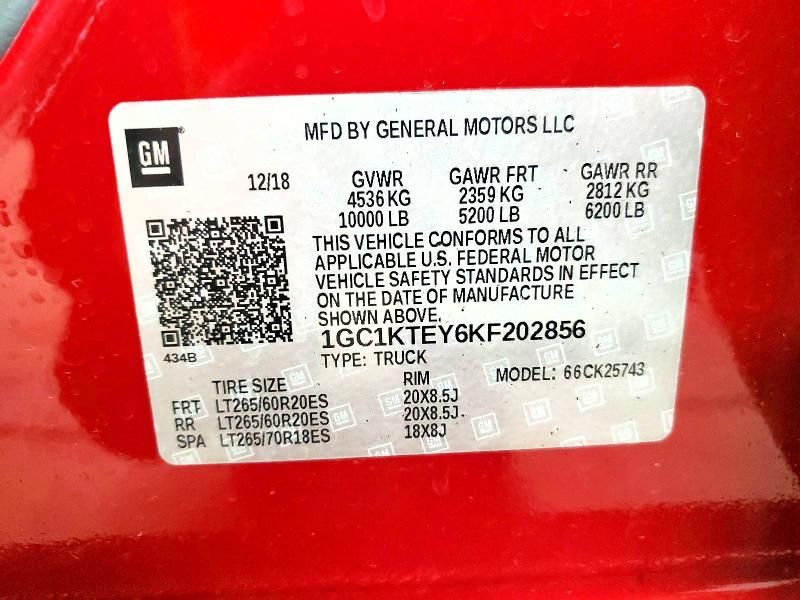 GM
MFD BY GENERAL MOTORS LLC
12/18 GVWR GAWR FRT GAWR RR
4536 KG 2359 KG 2812 KG
10000 LB 5200 LB 6200 LB
THIS VEHICLE CONFORMS TO ALL
APPLICABLE U.S. FEDERAL MOTOR
VEHICLE SAFETY STANDARDS IN EFFECT
ON THE DATE OF MANUFACTURE
SHOWN ABOVE.
1GC1KTEY6KF202856
434B
TYPE: TRUCK
MODEL: 66CK25743
TIRE SIZE RIM
FRT LT265/60R20ES 20X8.5J
RR LT265/60R20ES 20X8.5J
SPA LT265/70R18ES 18X8J